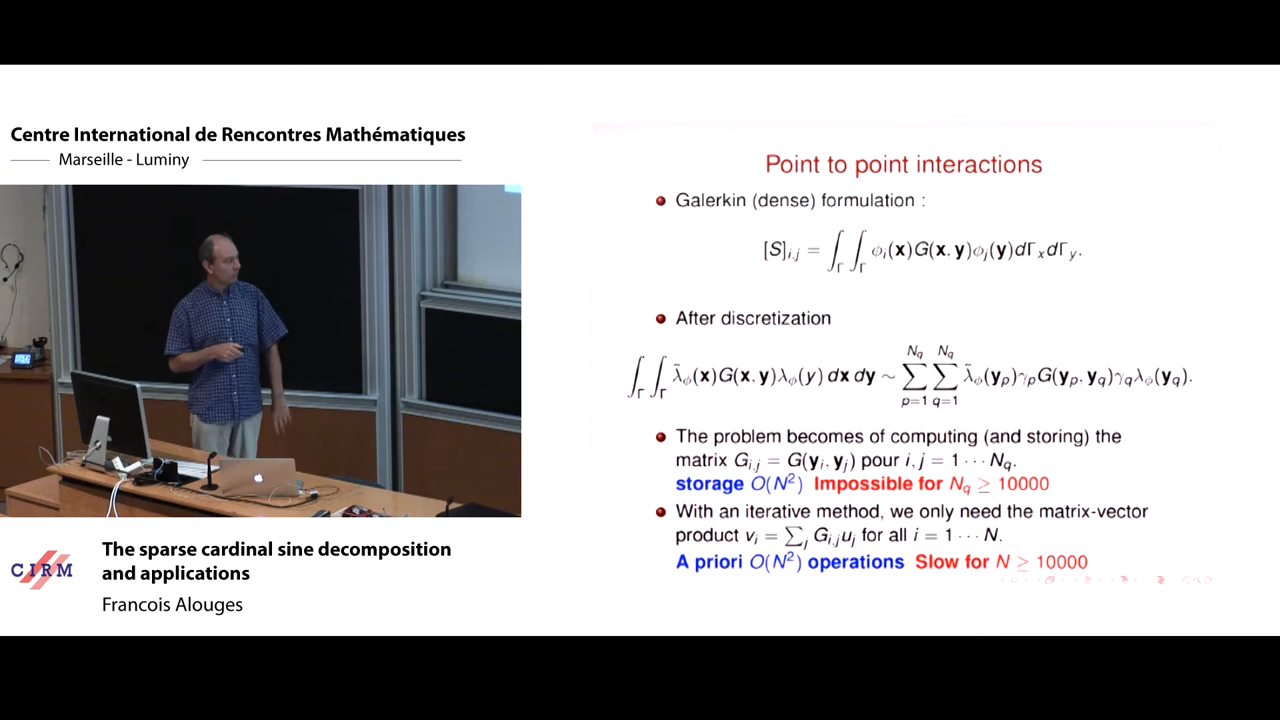 Centre International de Rencontres Mathématiques
Marseille - Luminy
Point to point interactions
Galerkin (dense) formulation :
[S]i,j = ∫Γ ∫Γ ϕi(x)G(x, y)ϕj(y)dΓx dΓy.
After discretization
∫Γ ∫Γ λ̃ϕ(x)G(x, y)λϕ(y) dx dy ∼ ∑p=1Nq ∑q=1Nq λ̃ϕ(yp)γpG(yp, yq)γqλϕ(yq).
The problem becomes of computing (and storing) the
matrix Gi,j = G(yi, yj) pour i, j = 1 ⋯ Nq.
storage O(N²) Impossible for Nq ≥ 10000
With an iterative method, we only need the matrix-vector
product vi = ∑j Gi,juj for all i = 1 ⋯ N.
A priori O(N²) operations Slow for N ≥ 10000
CIRM
The sparse cardinal sine decomposition
and applications
Francois Alouges